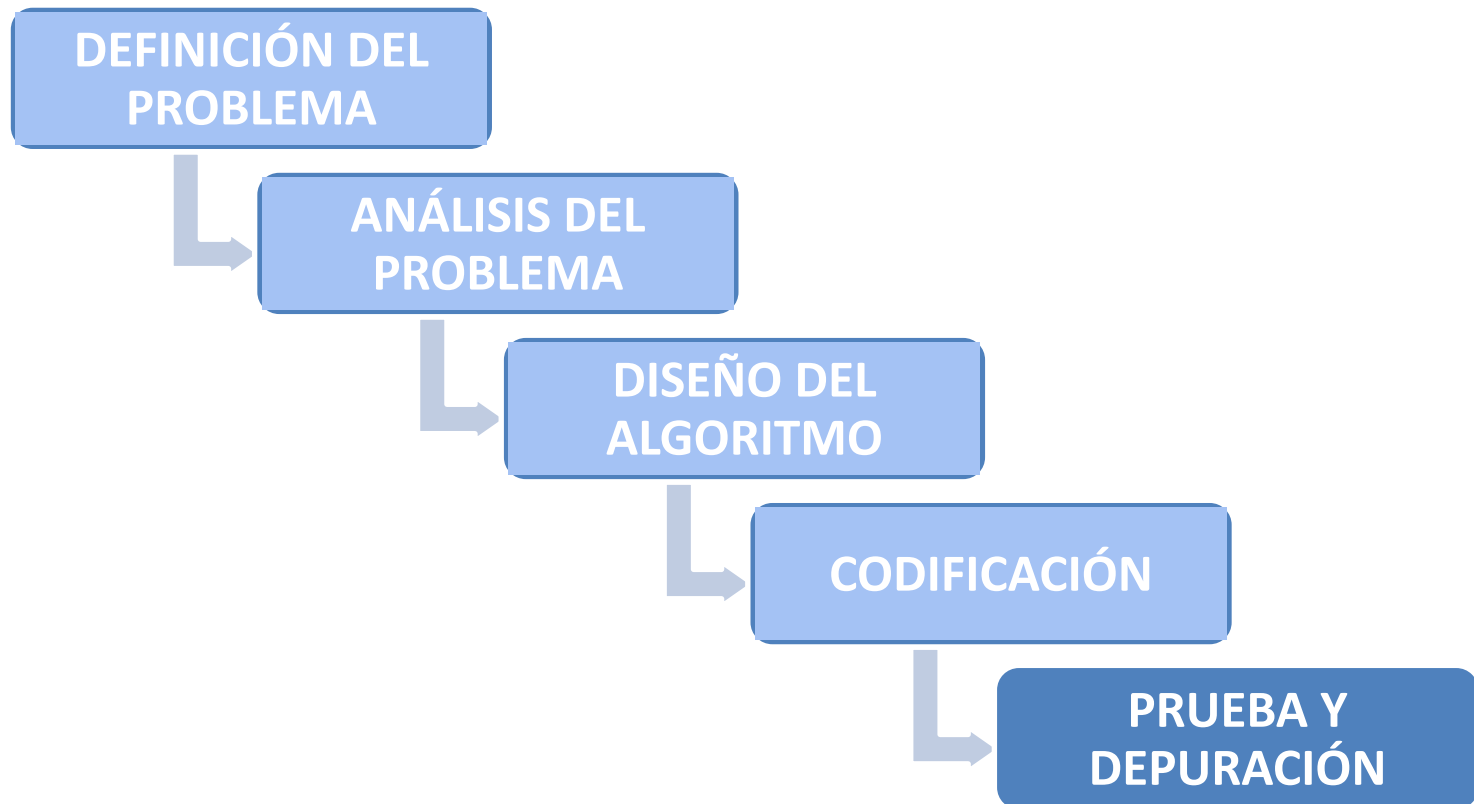 DEFINICIÓN DEL
PROBLEMA
ANÁLISIS DEL
PROBLEMA
DISEÑO DEL
ALGORITMO
CODIFICACIÓN
PRUEBA Y
DEPURACIÓN